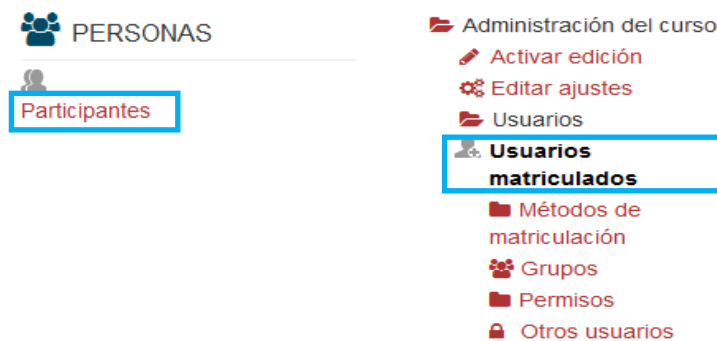 PERSONAS
Participantes
Administración del curso
Activar edición
Editar ajustes
Usuarios
Usuarios
matriculados
Métodos de
matriculación
Grupos
Permisos
Otros usuarios